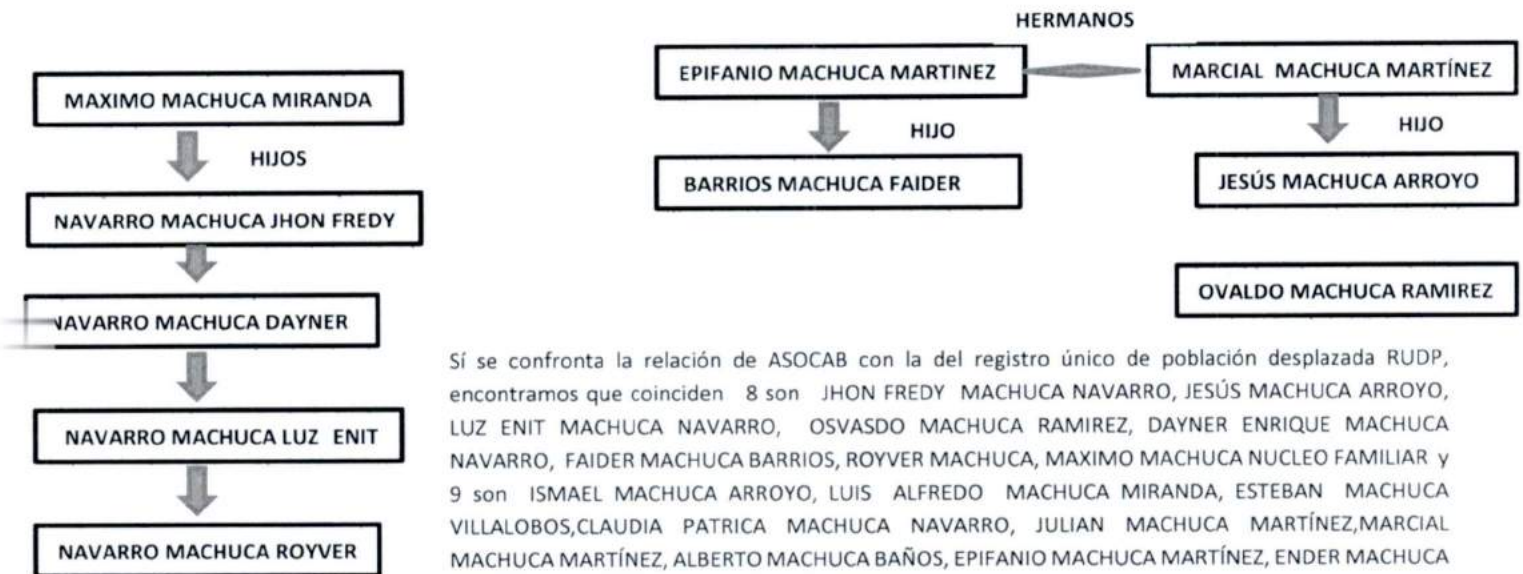 HERMANOS
EPIFANIO MACHUCA MARTINEZ
MARCIAL MACHUCA MARTÍNEZ
MAXIMO MACHUCA MIRANDA
HIJO
HIJO
HIJOS
BARRIOS MACHUCA FAIDER
JESÚS MACHUCA ARROYO
NAVARRO MACHUCA JHON FREDY
OVALDO MACHUCA RAMIREZ
NAVARRO MACHUCA DAYNER
NAVARRO MACHUCA LUZ ENIT
NAVARRO MACHUCA ROYVER
Sí se confronta la relación de ASOCAB con la del registro único de población desplazada RUDP,
encontramos que coinciden 8 son JHON FREDY MACHUCA NAVARRO, JESÚS MACHUCA ARROYO,
LUZ ENIT MACHUCA NAVARRO, OSVASDO MACHUCA RAMIREZ, DAYNER ENRIQUE MACHUCA
NAVARRO, FAIDER MACHUCA BARRIOS, ROYVER MACHUCA, MAXIMO MACHUCA NUCLEO FAMILIAR y
9 son ISMAEL MACHUCA ARROYO, LUIS ALFREDO MACHUCA MIRANDA, ESTEBAN MACHUCA
VILLALOBOS,CLAUDIA PATRICA MACHUCA NAVARRO, JULIAN MACHUCA MARTÍNEZ,MARCIAL
MACHUCA MARTÍNEZ, ALBERTO MACHUCA BAÑOS, EPIFANIO MACHUCA MARTÍNEZ, ENDER MACHUCA